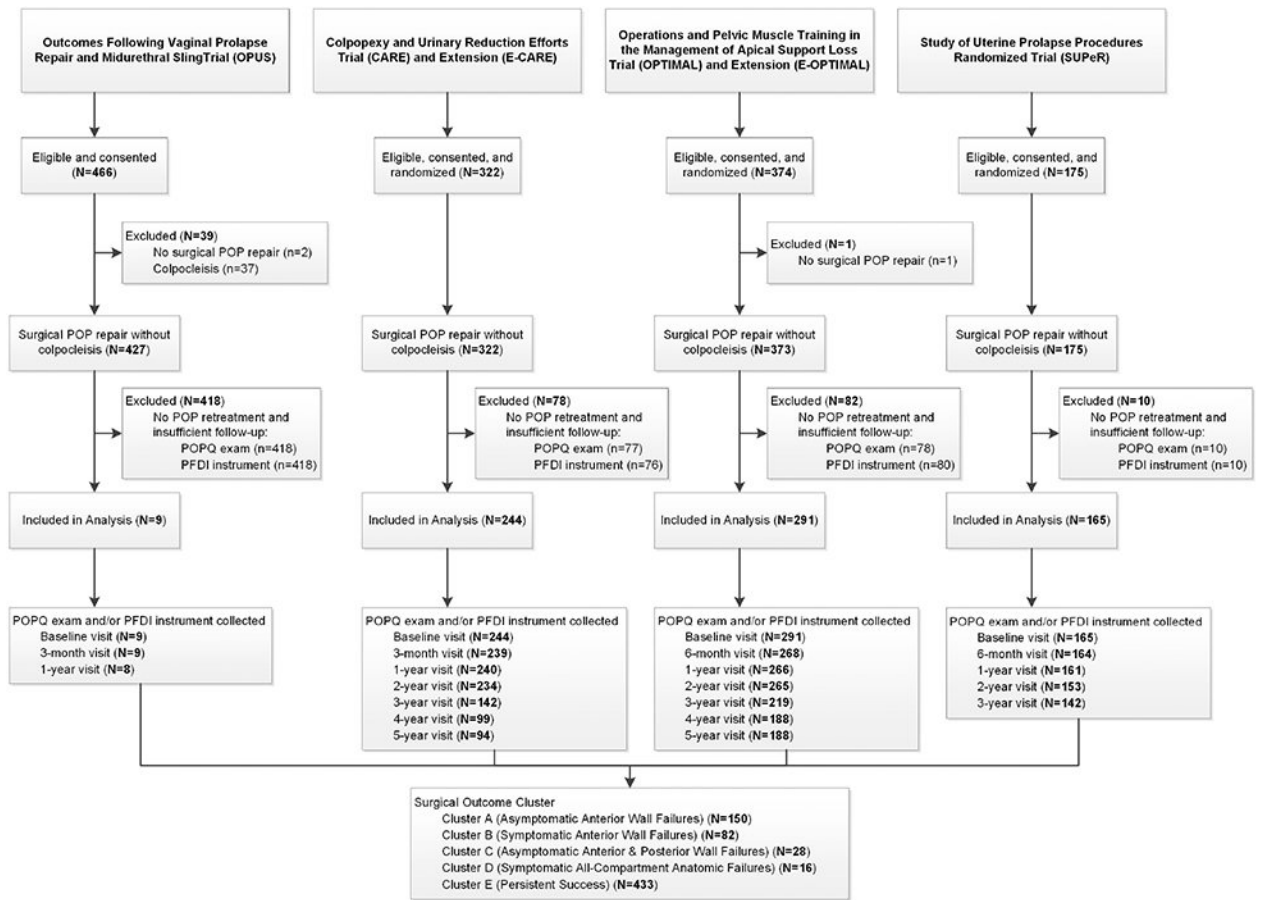 Outcomes Following Vaginal Prolapse
Repair and Midurethral SlingTrial (OPUS)
Eligible and consented
(N=466)
Excluded (N=39)
No surgical POP repair (n=2)
Colpocleisis (n=37)
Surgical POP repair without
colpocleisis (N=427)
Excluded (N=418)
No POP retreatment and
insufficient follow-up:
POPQ exam (n=418)
PFDI instrument (n=418)
Included in Analysis (N=9)
POPQ exam and/or PFDI instrument collected
Baseline visit (N=9)
3-month visit (N=9)
1-year visit (N=8)
Colpopexy and Urinary Reduction Efforts
Trial (CARE) and Extension (E-CARE)
Eligible, consented, and
randomized (N=322)
Surgical POP repair without
colpocleisis (N=322)
Excluded (N=78)
No POP retreatment and
insufficient follow-up:
POPQ exam (n=77)
PFDI instrument (n=76)
Included in Analysis (N=244)
POPQ exam and/or PFDI instrument collected
Baseline visit (N=244)
3-month visit (N=239)
1-year visit (N=240)
2-year visit (N=234)
3-year visit (N=142)
4-year visit (N=99)
5-year visit (N=94)
Operations and Pelvic Muscle Training in
the Management of Apical Support Loss
Trial (OPTIMAL) and Extension (E-OPTIMAL)
Eligible, consented, and
randomized (N=374)
Excluded (N=1)
No surgical POP repair (n=1)
Surgical POP repair without
colpocleisis (N=373)
Excluded (N=82)
No POP retreatment and
insufficient follow-up:
POPQ exam (n=78)
PFDI instrument (n=80)
Included in Analysis (N=291)
POPQ exam and/or PFDI instrument collected
Baseline visit (N=291)
6-month visit (N=268)
1-year visit (N=266)
2-year visit (N=265)
3-year visit (N=219)
4-year visit (N=188)
5-year visit (N=188)
Study of Uterine Prolapse Procedures
Randomized Trial (SUPeR)
Eligible, consented, and
randomized (N=175)
Surgical POP repair without
colpocleisis (N=175)
Excluded (N=10)
No POP retreatment and
insufficient follow-up:
POPQ exam (n=10)
PFDI instrument (n=10)
Included in Analysis (N=165)
POPQ exam and/or PFDI instrument collected
Baseline visit (N=165)
6-month visit (N=164)
1-year visit (N=161)
2-year visit (N=153)
3-year visit (N=142)
Surgical Outcome Cluster
Cluster A (Asymptomatic Anterior Wall Failures) (N=150)
Cluster B (Symptomatic Anterior Wall Failures) (N=82)
Cluster C (Asymptomatic Anterior & Posterior Wall Failures) (N=28)
Cluster D (Symptomatic All-Compartment Anatomic Failures) (N=16)
Cluster E (Persistent Success) (N=433)